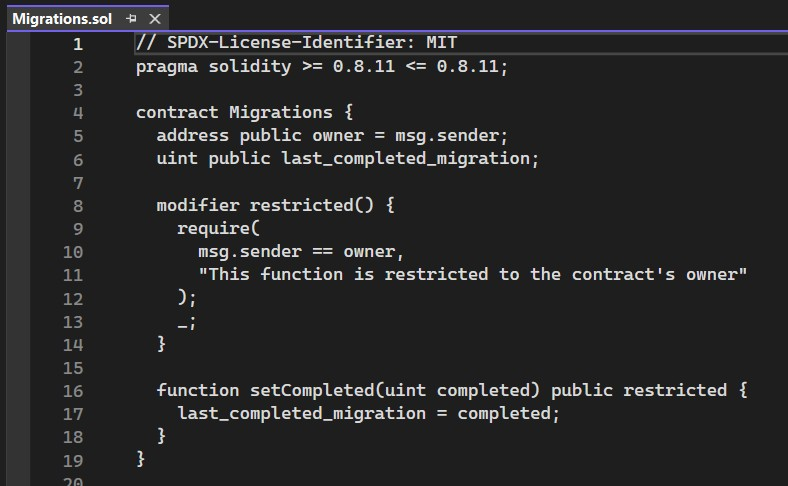 Migrations.sol
1 // SPDX-License-Identifier: MIT
2 pragma solidity >= 0.8.11 <= 0.8.11;
3
4 contract Migrations {
5   address public owner = msg.sender;
6   uint public last_completed_migration;
7
8   modifier restricted() {
9     require(
10       msg.sender == owner,
11       "This function is restricted to the contract's owner"
12     );
13     _;
14   }
15
16   function setCompleted(uint completed) public restricted {
17     last_completed_migration = completed;
18   }
19 }
20